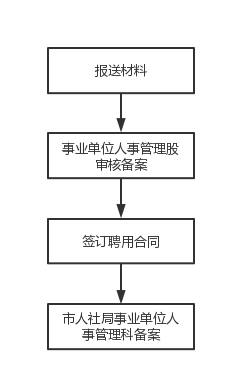 报送材料
事业单位人事管理股
审核备案
签订聘用合同
市人社局事业单位人
事管理科备案